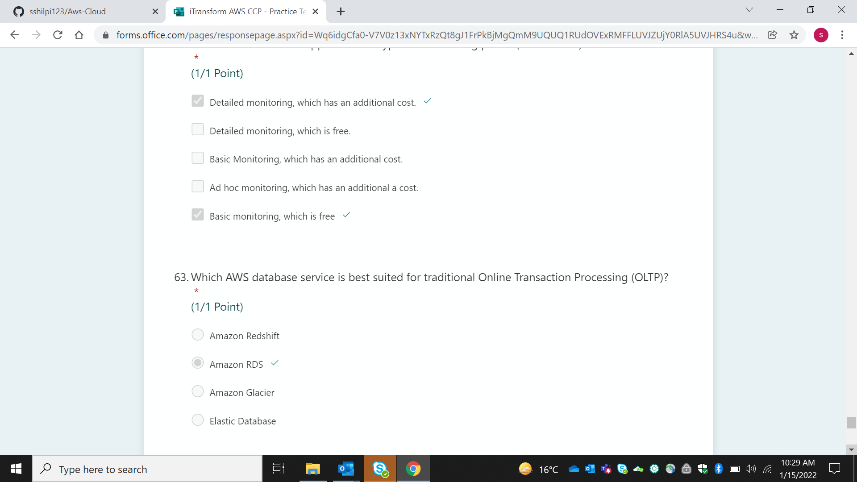 sshilpi123/Aws-Cloud
iTransform AWS-CCP - Practice Te
forms.office.com/pages/responsepage.aspx?id=Wq6idgCfa0-V7V0z13xNYTxRzQt8gJ1FrPkBjMgQmM9UQUQ1RUdOVExRMFFLUVJZUjY0RlA5UVJHRS4u&w...
s
*
(1/1 Point)
Detailed monitoring, which has an additional cost.
Detailed monitoring, which is free.
Basic Monitoring, which has an additional cost.
Ad hoc monitoring, which has an additional a cost.
Basic monitoring, which is free
63. Which AWS database service is best suited for traditional Online Transaction Processing (OLTP)?
*
(1/1 Point)
Amazon Redshift
Amazon RDS
Amazon Glacier
Elastic Database
Type here to search
16°C
10:29 AM
1/15/2022